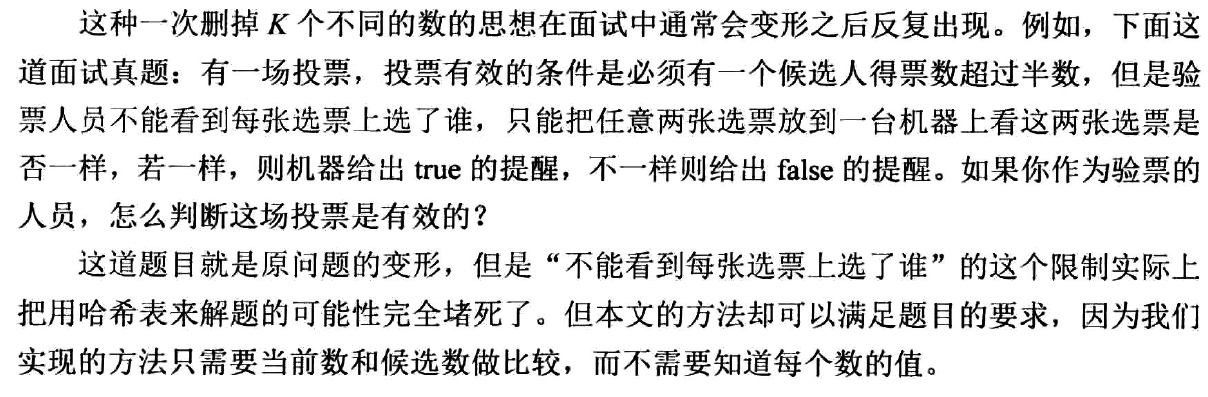 这种一次删掉 K 个不同的数的思想在面试中通常会变形之后反复出现。例如，下面这
道面试真题：有一场投票，投票有效的条件是必须有一个候选人得票数超过半数，但是验
票人员不能看到每张选票上选了谁，只能把任意两张选票放到一台机器上看这两张选票是
否一样，若一样，则机器给出 true 的提醒，不一样则给出 false 的提醒。如果你作为验票的
人员，怎么判断这场投票是有效的？
这道题目就是原问题的变形，但是“不能看到每张选票上选了谁”的这个限制实际上
把用哈希表来解题的可能性完全堵死了。但本文的方法却可以满足题目的要求，因为我们
实现的方法只需要当前数和候选数做比较，而不需要知道每个数的值。